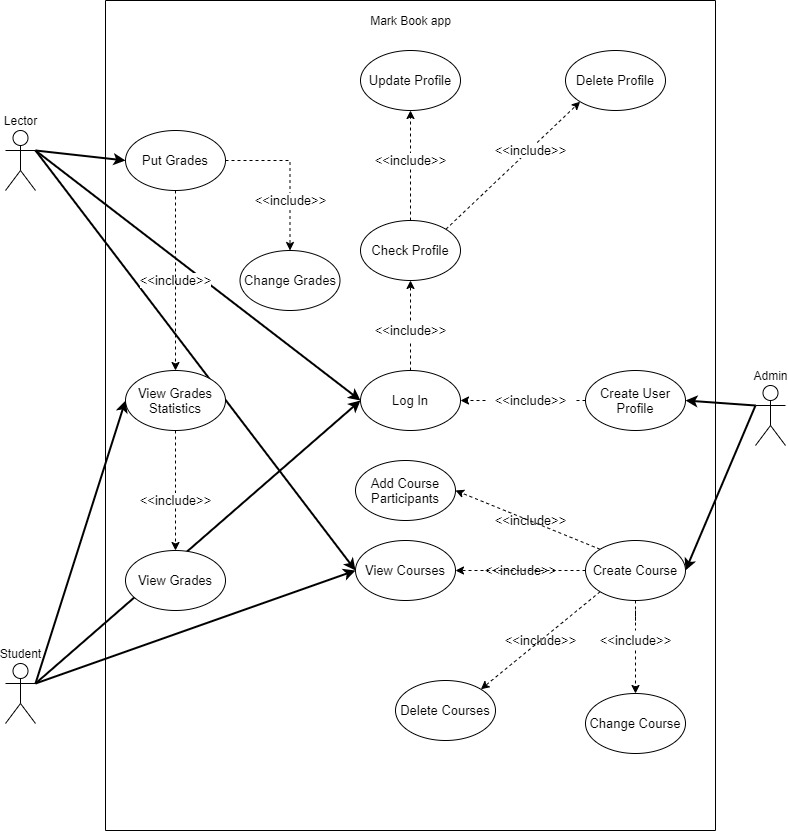 Mark Book app
Update Profile
Delete Profile
Lector
Put Grades
<<include>>
<<include>>
<<include>>
Check Profile
<<include>>
Change Grades
<<include>>
Admin
View Grades
Statistics
Log In
<<include>>
Create User
Profile
Add Course
Participants
<<include>>
<<include>>
View Grades
View Courses
<<include>>
Create Course
Student
<<include>>
<<include>>
Delete Courses
Change Course